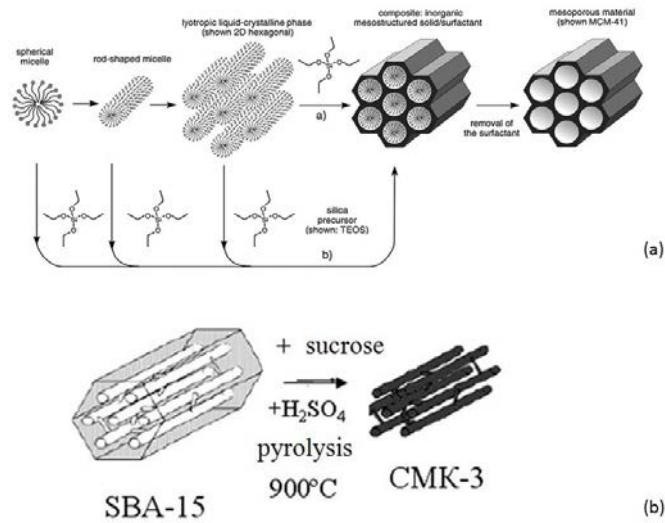 lyotropic liquid-crystalline phase
(shown 2D hexagonal)
composite: inorganic
mesostructured solid/surfactant
mesoporous material
(shown MCM-41)
spherical
micelle
rod-shaped micelle
a)
removal of
the surfactant
silica
precursor
(shown: TEOS)
b)
(a)
+ sucrose
+H₂SO₄
pyrolysis
900°C
SBA-15
CMK-3
(b)